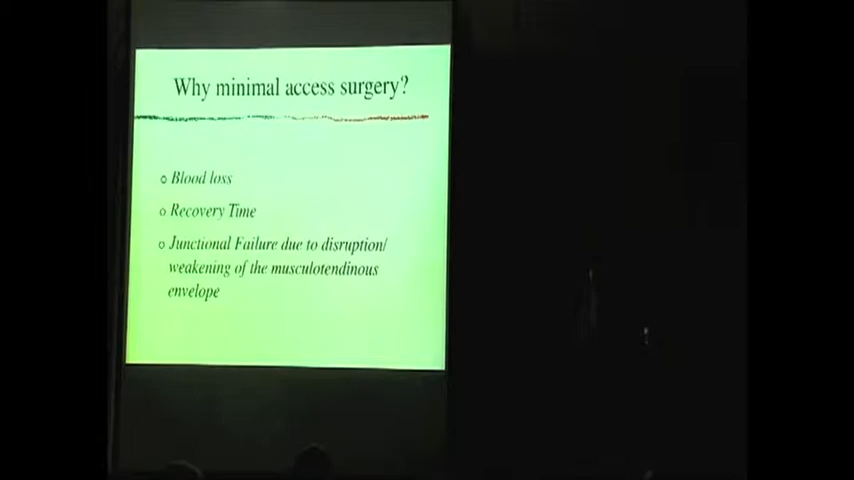 Why minimal access surgery?
o Blood loss
o Recovery Time
o Junctional Failure due to disruption/
weakening of the musculotendinous
envelope